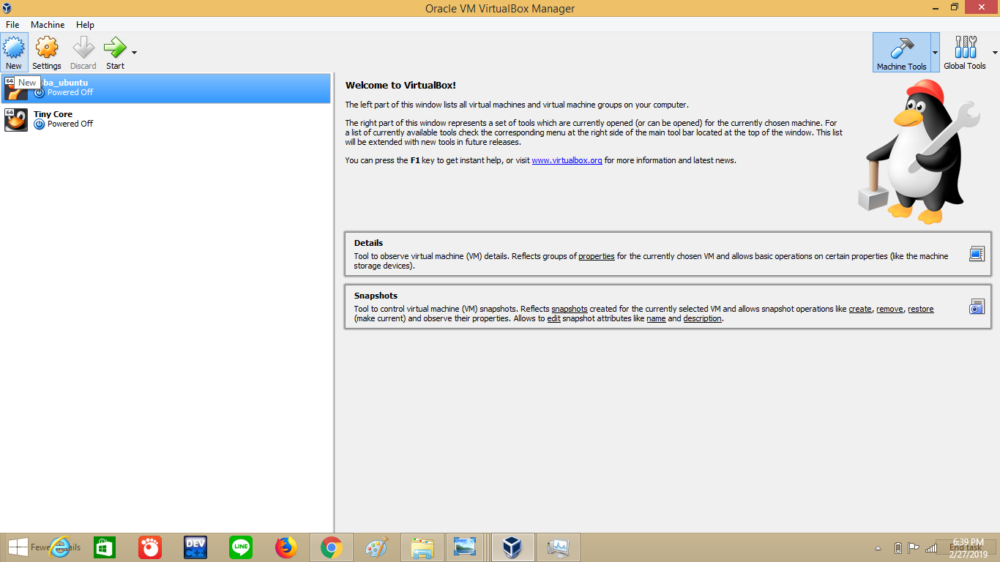 Oracle VM VirtualBox Manager
File Machine Help
New Settings Discard Start
Machine Tools Global Tools
64
New
ba_ubuntu
Powered Off
64
Tiny Core
Powered Off
Welcome to VirtualBox!
The left part of this window lists all virtual machines and virtual machine groups on your computer.
The right part of this window represents a set of tools which are currently opened (or can be opened) for the currently chosen machine. For
a list of currently available tools check the corresponding menu at the right side of the main tool bar located at the top of the window. This list
will be extended with new tools in future releases.
You can press the F1 key to get instant help, or visit www.virtualbox.org for more information and latest news.
Details
Tool to observe virtual machine (VM) details. Reflects groups of properties for the currently chosen VM and allows basic operations on certain properties (like the machine
storage devices).
Snapshots
Tool to control virtual machine (VM) snapshots. Reflects snapshots created for the currently selected VM and allows snapshot operations like create, remove, restore
(make current) and observe their properties. Allows to edit snapshot attributes like name and description.
DEV
C++
LINE
End task
6:39 PM
2/27/2019